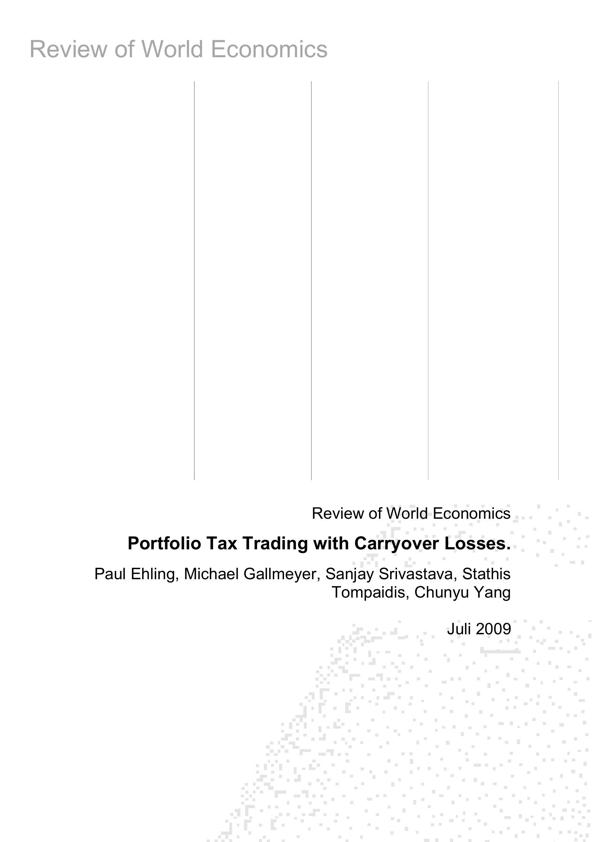 Review of World Economics
Review of World Economics
Portfolio Tax Trading with Carryover Losses.
Paul Ehling, Michael Gallmeyer, Sanjay Srivastava, Stathis
Tompaidis, Chunyu Yang
Juli 2009